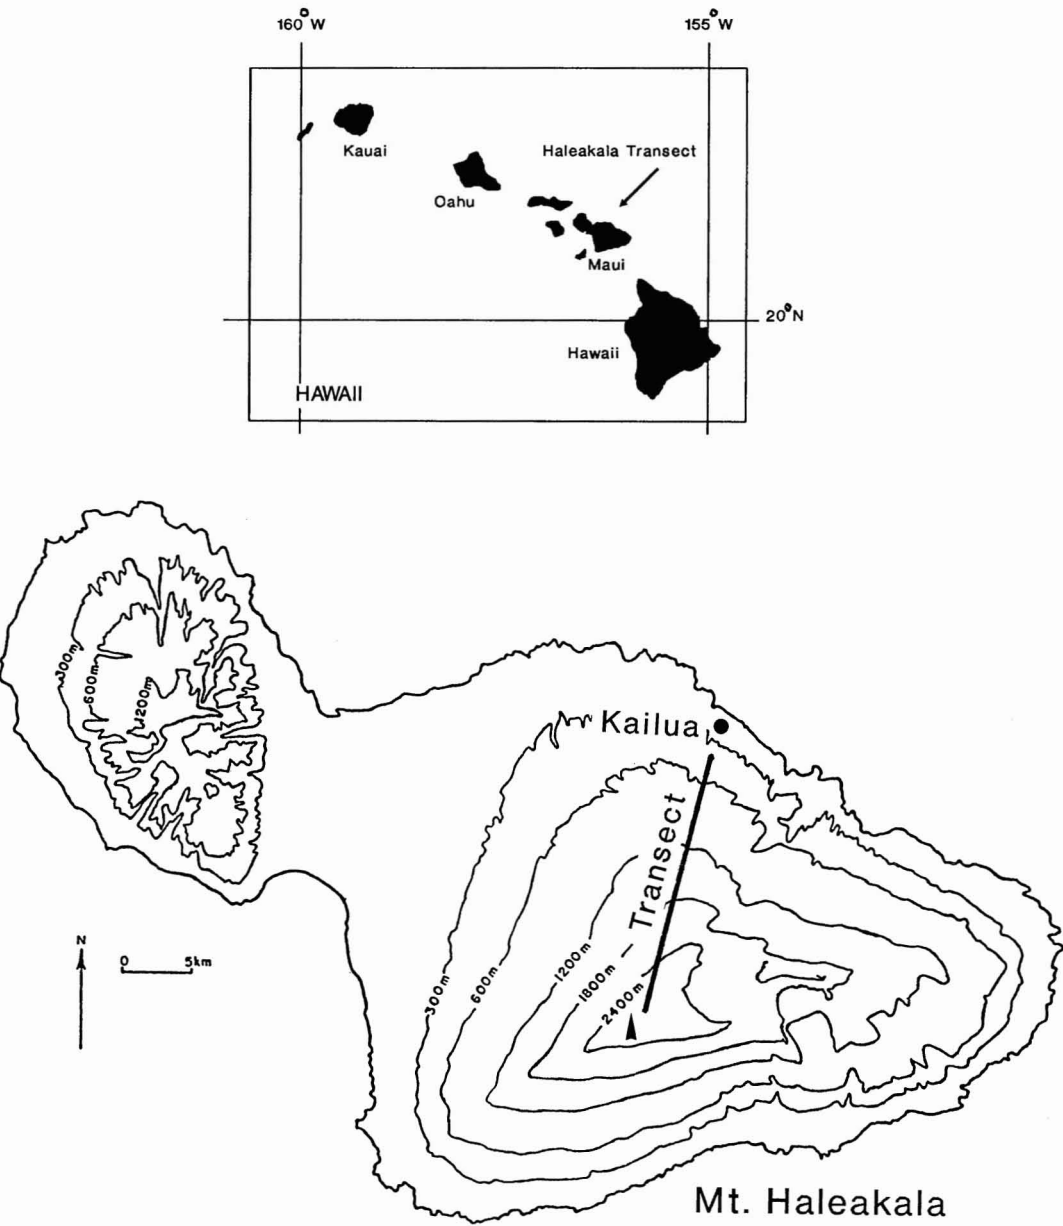 160°W
155°W
Kauai
Haleakala Transect
Oahu
Maui
20°N
Hawaii
HAWAII
300m
600m
1200m
Kailua
Transect
N
0 5km
300m
600m
1200m
1800m
2400m
Mt. Haleakala